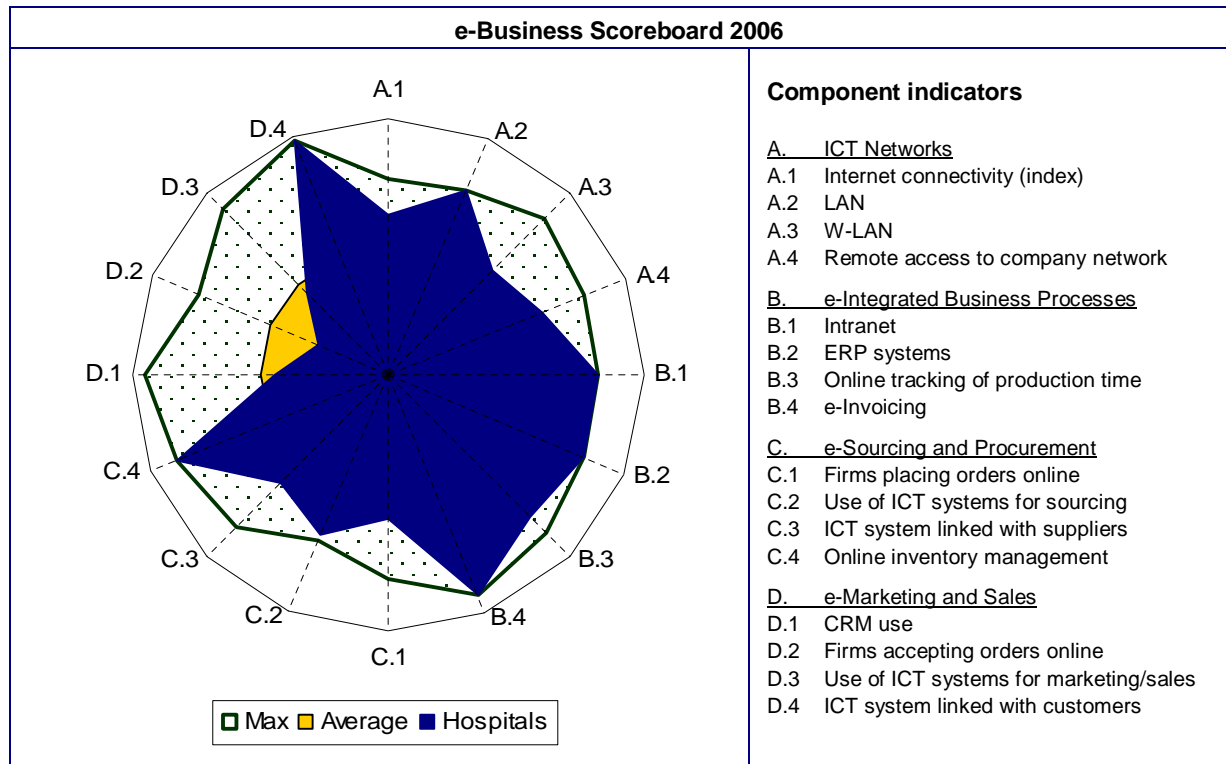 e-Business Scoreboard 2006
A.1
A.2
A.3
A.4
B.1
B.2
B.3
B.4
C.1
C.2
C.3
C.4
D.1
D.2
D.3
D.4
Max Average Hospitals
Component indicators
A. ICT Networks
A.1 Internet connectivity (index)
A.2 LAN
A.3 W-LAN
A.4 Remote access to company network
B. e-Integrated Business Processes
B.1 Intranet
B.2 ERP systems
B.3 Online tracking of production time
B.4 e-Invoicing
C. e-Sourcing and Procurement
C.1 Firms placing orders online
C.2 Use of ICT systems for sourcing
C.3 ICT system linked with suppliers
C.4 Online inventory management
D. e-Marketing and Sales
D.1 CRM use
D.2 Firms accepting orders online
D.3 Use of ICT systems for marketing/sales
D.4 ICT system linked with customers